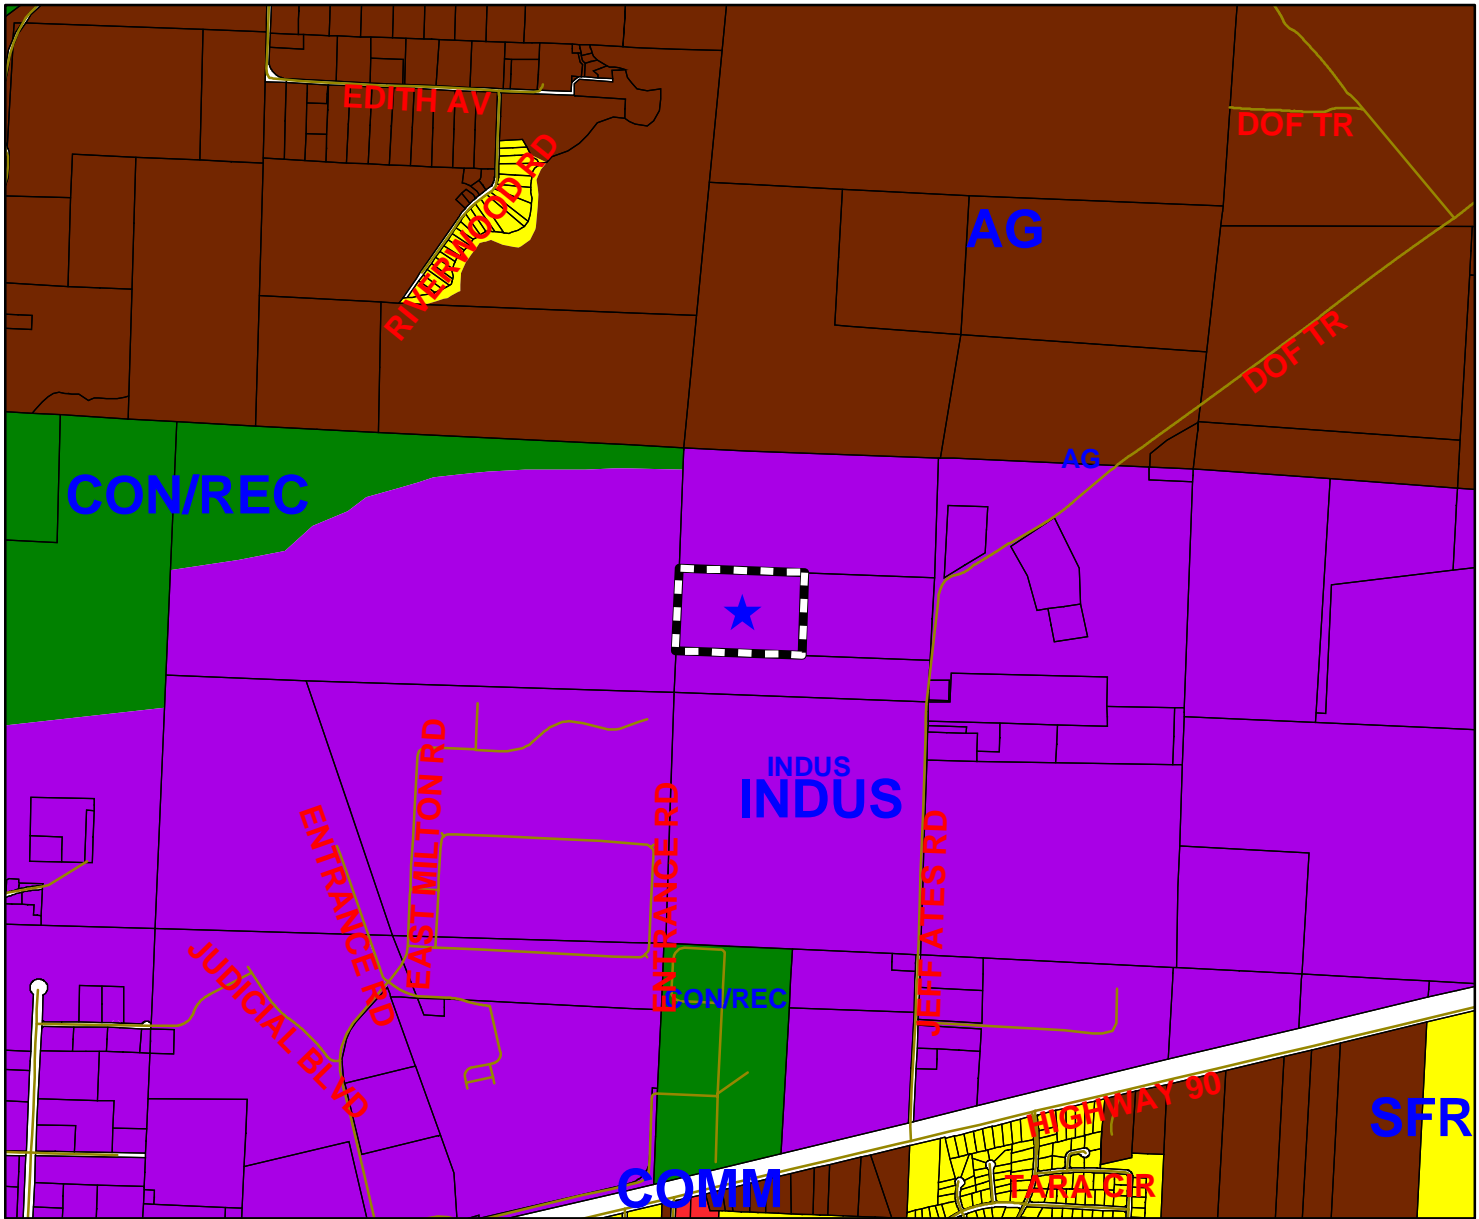 EDITH AV
DOF TR
RIVERWOOD RD
AG
DOF TR
AG
CON/REC
INDUS
INDUS
EAST MILTON RD
ENTRANCE RD
ENTRANCE RD
JEFF ATES RD
JUDICIAL BLVD
CON/REC
HIGHWAY 90
SFR
COMM
TARA CIR